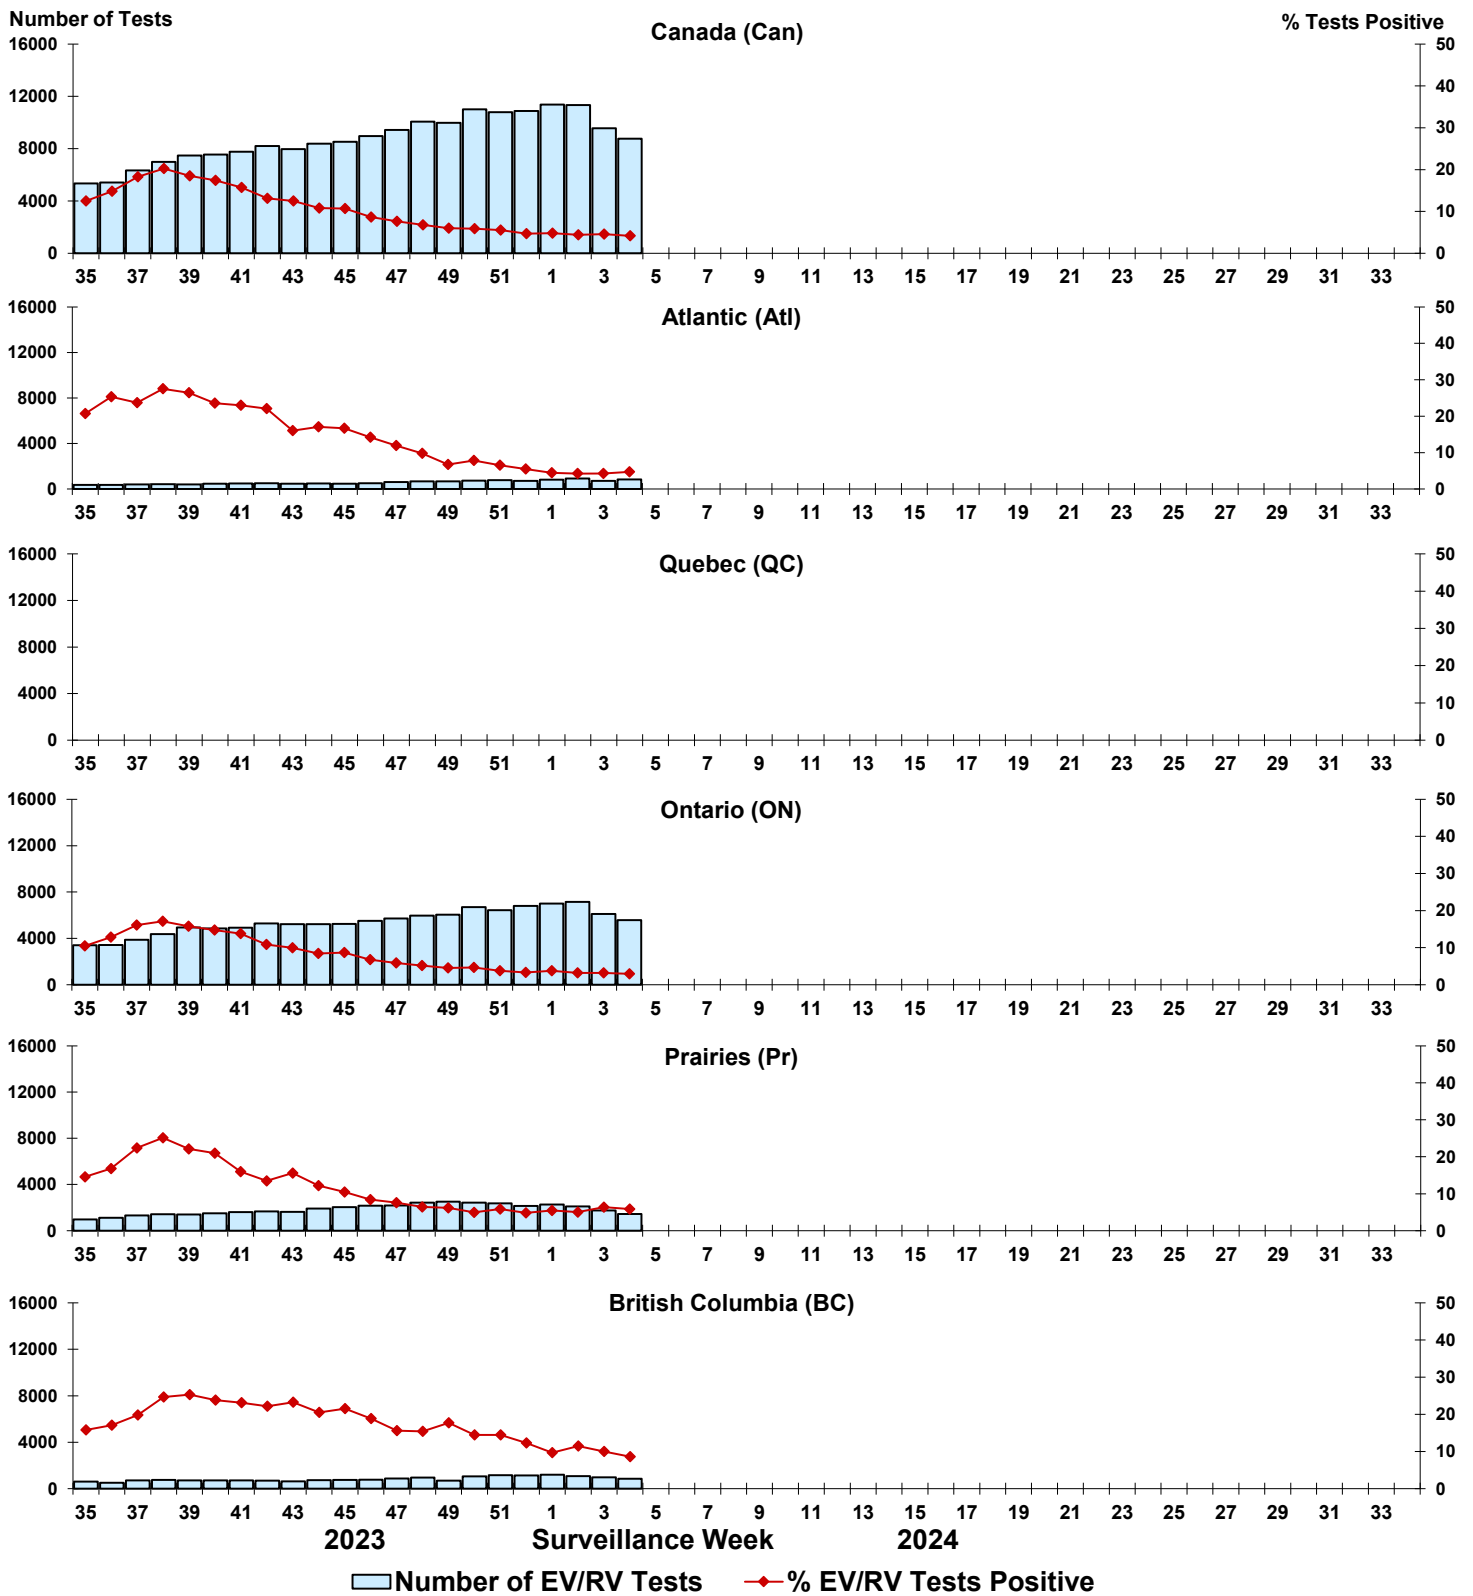 Number of Tests
% Tests Positive
Canada (Can)
16000 50
12000 40
8000 30
4000 20
0 10
0
35 37 39 41 43 45 47 49 51 1 3 5 7 9 11 13 15 17 19 21 23 25 27 29 31 33
Atlantic (Atl)
16000 50
12000 40
8000 30
4000 20
0 10
0
35 37 39 41 43 45 47 49 51 1 3 5 7 9 11 13 15 17 19 21 23 25 27 29 31 33
Quebec (QC)
16000 50
12000 40
8000 30
4000 20
0 10
0
35 37 39 41 43 45 47 49 51 1 3 5 7 9 11 13 15 17 19 21 23 25 27 29 31 33
Ontario (ON)
16000 50
12000 40
8000 30
4000 20
0 10
0
35 37 39 41 43 45 47 49 51 1 3 5 7 9 11 13 15 17 19 21 23 25 27 29 31 33
Prairies (Pr)
16000 50
12000 40
8000 30
4000 20
0 10
0
35 37 39 41 43 45 47 49 51 1 3 5 7 9 11 13 15 17 19 21 23 25 27 29 31 33
British Columbia (BC)
16000 50
12000 40
8000 30
4000 20
0 10
0
35 37 39 41 43 45 47 49 51 1 3 5 7 9 11 13 15 17 19 21 23 25 27 29 31 33
2023 Surveillance Week 2024
Number of EV/RV Tests % EV/RV Tests Positive